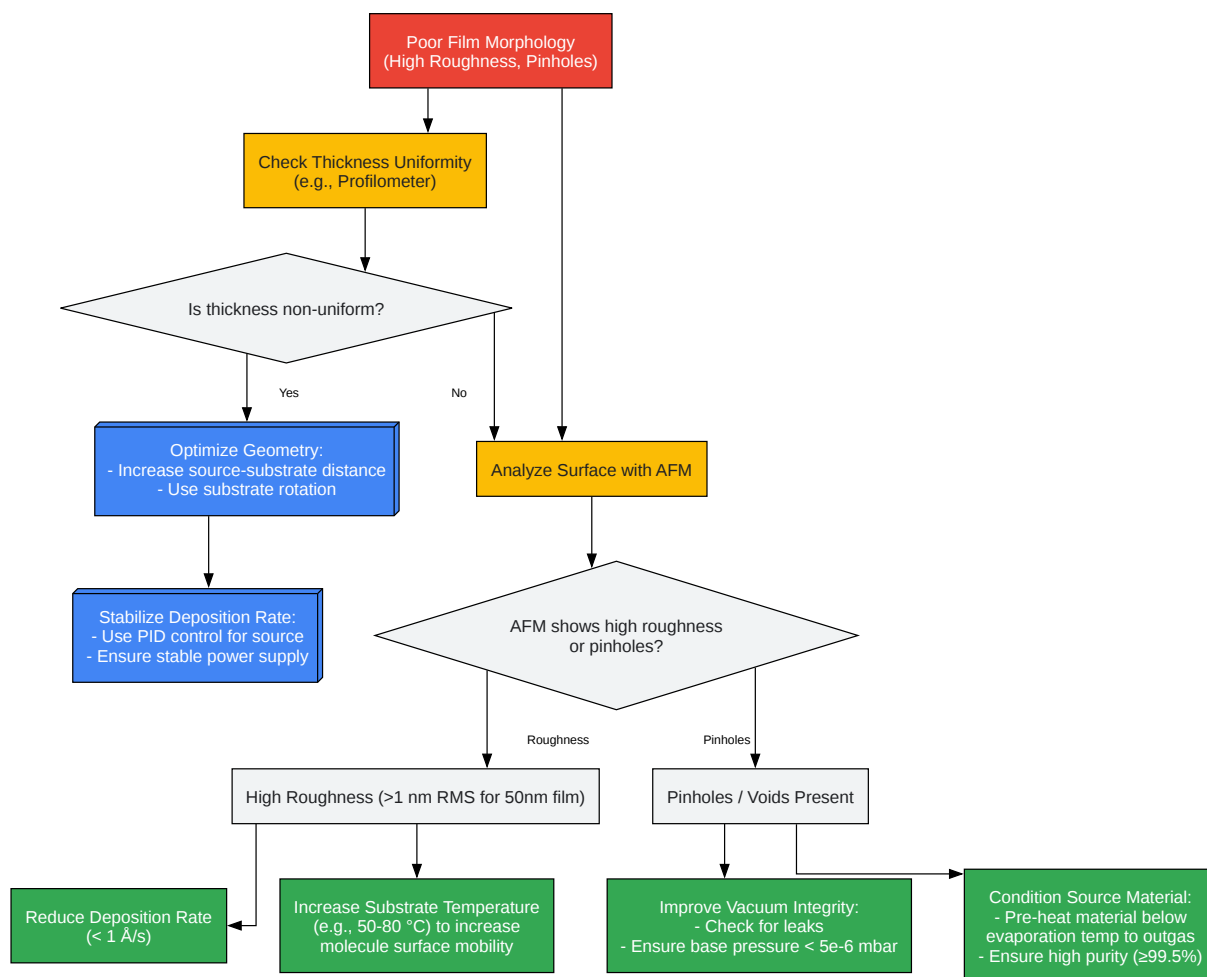 Poor Film Morphology
(High Roughness, Pinholes)
Check Thickness Uniformity
(e.g., Profilometer)
Is thickness non-uniform?
Yes
No
Optimize Geometry:
- Increase source-substrate distance
- Use substrate rotation
Analyze Surface with AFM
Stabilize Deposition Rate:
- Use PID control for source
- Ensure stable power supply
AFM shows high roughness
or pinholes?
Roughness
Pinholes
High Roughness (>1 nm RMS for 50nm film)
Pinholes / Voids Present
Reduce Deposition Rate
(< 1 Å/s)
Increase Substrate Temperature
(e.g., 50-80 °C) to increase
molecule surface mobility
Improve Vacuum Integrity:
- Check for leaks
- Ensure base pressure < 5e-6 mbar
Condition Source Material:
- Pre-heat material below
evaporation temp to outgas
- Ensure high purity (≥99.5%)